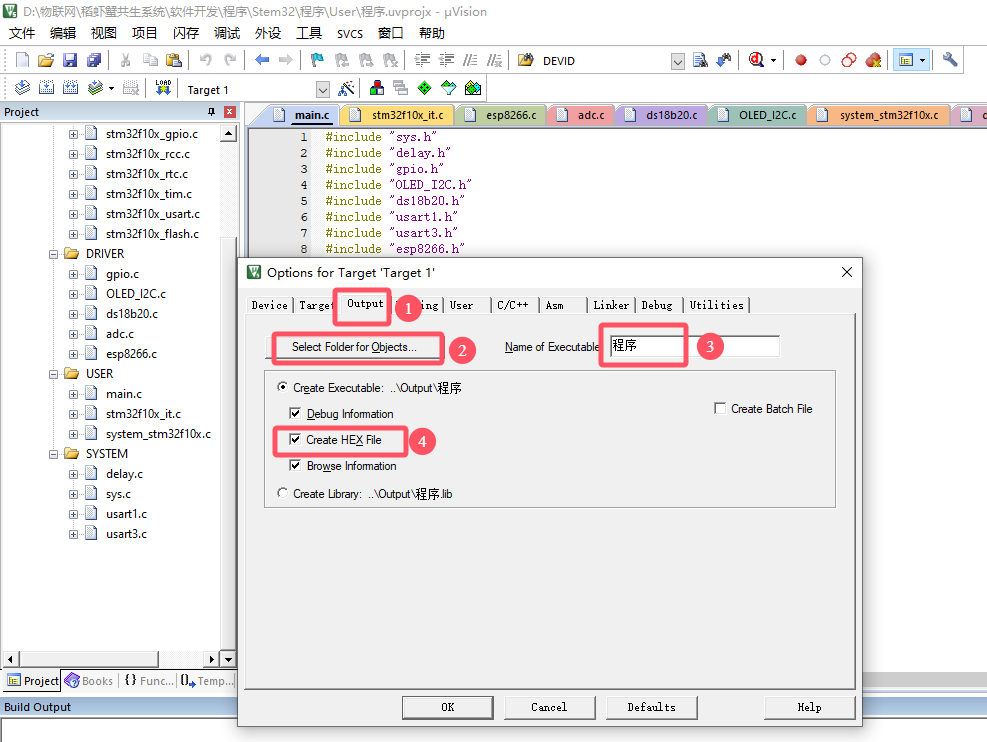 D:\物联网\稻虾蟹共生系统\软件开发\程序\Stem32\程序\User\程序.uvprojx - µVision
文件 编辑 视图 项目 闪存 调试 外设 工具 SVCS 窗口 帮助
DEVID
LOAD
Target 1
Project
main.c stm32f10x_it.c esp8266.c adc.c ds18b20.c OLED_I2C.c system_stm32f10x.c
stm32f10x_gpio.c
stm32f10x_rcc.c
stm32f10x_rtc.c
stm32f10x_tim.c
stm32f10x_usart.c
stm32f10x_flash.c
DRIVER
gpio.c
OLED_I2C.c
ds18b20.c
adc.c
esp8266.c
USER
main.c
stm32f10x_it.c
system_stm32f10x.c
SYSTEM
delay.c
sys.c
usart1.c
usart3.c
1 #include "sys.h"
2 #include "delay.h"
3 #include "gpio.h"
4 #include "OLED_I2C.h"
5 #include "ds18b20.h"
6 #include "usart1.h"
7 #include "usart3.h"
8 #include "esp8266.h"
Options for Target 'Target 1'
Device Target Output 1 ing User C/C++ Asm Linker Debug Utilities
Select Folder for Objects... 2 Name of Executable 程序 3
Create Executable: ..\Output\程序
Debug Information Create Batch File
Create HEX File 4
Browse Information
Create Library: ..\Output\程序.lib
OK Cancel Defaults Help
Project Books {} Func... Temp...
Build Output